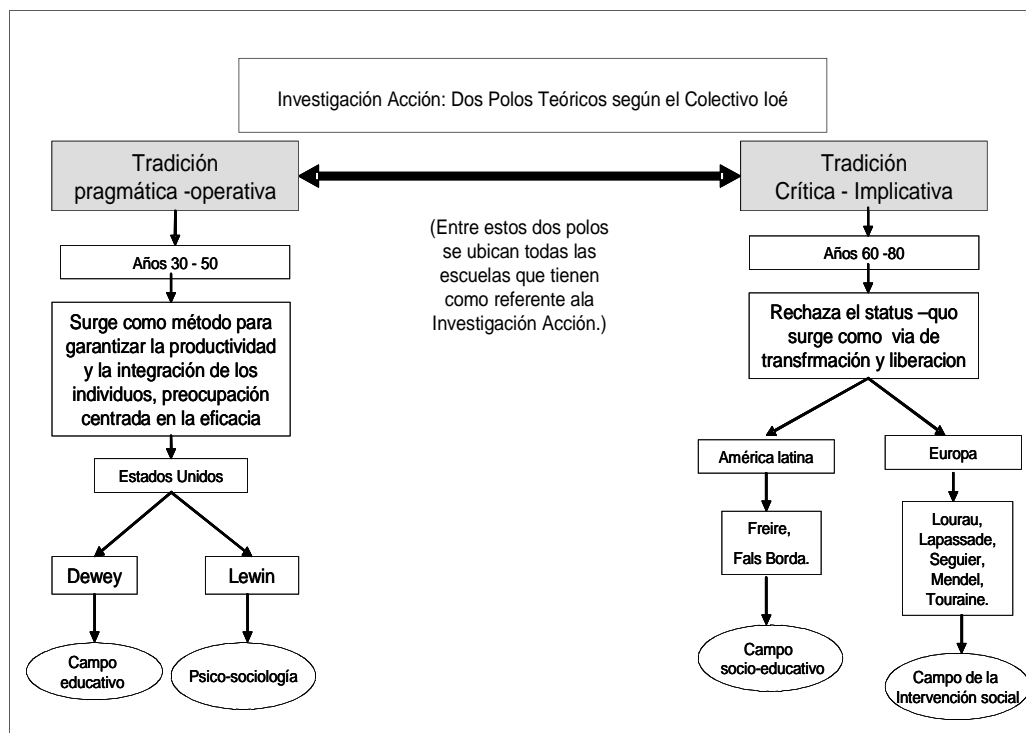 Investigación Acción: Dos Polos Teóricos según el Colectivo Ioé
Tradición
pragmática -operativa
Años 30 - 50
Surge como método para
garantizar la productividad
y la integración de los
individuos, preocupación
centrada en la eficacia
Estados Unidos
Dewey
Lewin
Campo
educativo
Psico-sociología
(Entre estos dos polos
se ubican todas las
escuelas que tienen
como referente ala
Investigación Acción.)
Tradición
Crítica - Implicativa
Años 60 -80
Rechaza el status –quo
surge como via de
transfrmación y liberacion
América latina
Europa
Freire,
Fals Borda.
Lourau,
Lapassade,
Seguier,
Mendel,
Touraine.
Campo
socio-educativo
Campo de la
Intervención social